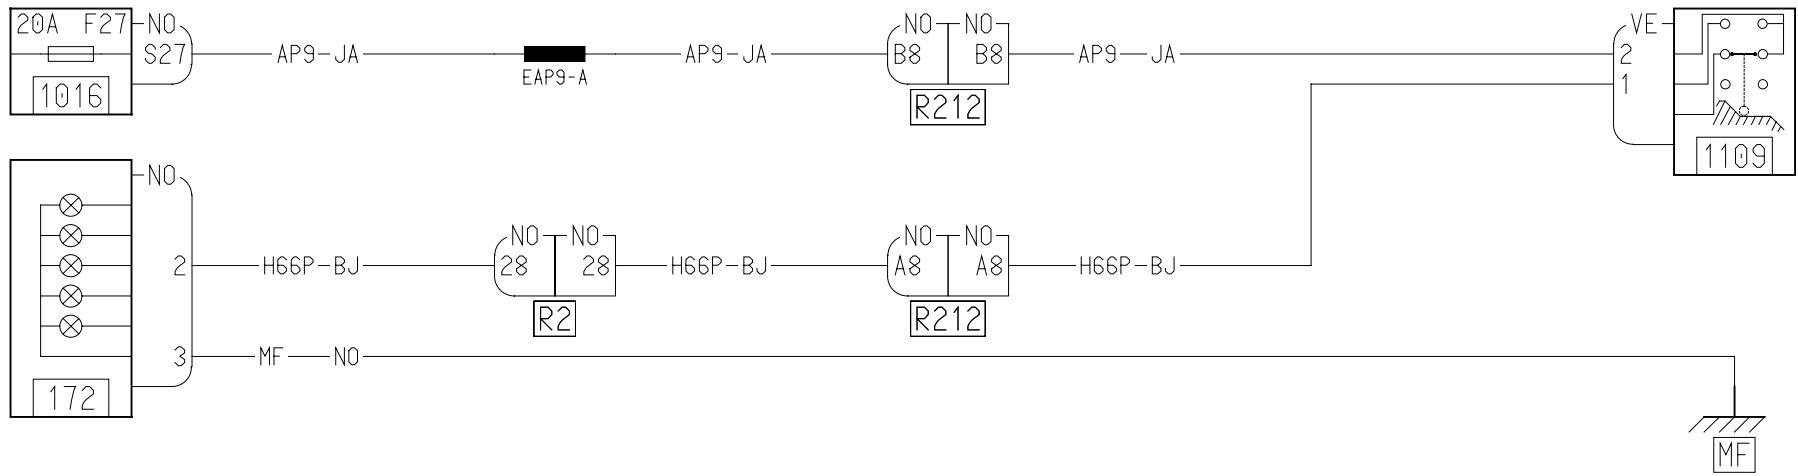 20A F27 NO
NO NO
VE
S27 AP9-JA AP9-JA B8 B8 AP9-JA 2
EAP9-A
1
1016
R212
1109
NO
NO NO
NO NO
2 H66P-BJ 28 28 H66P-BJ A8 A8 H66P-BJ
R2
R212
3 MF NO
172
MF